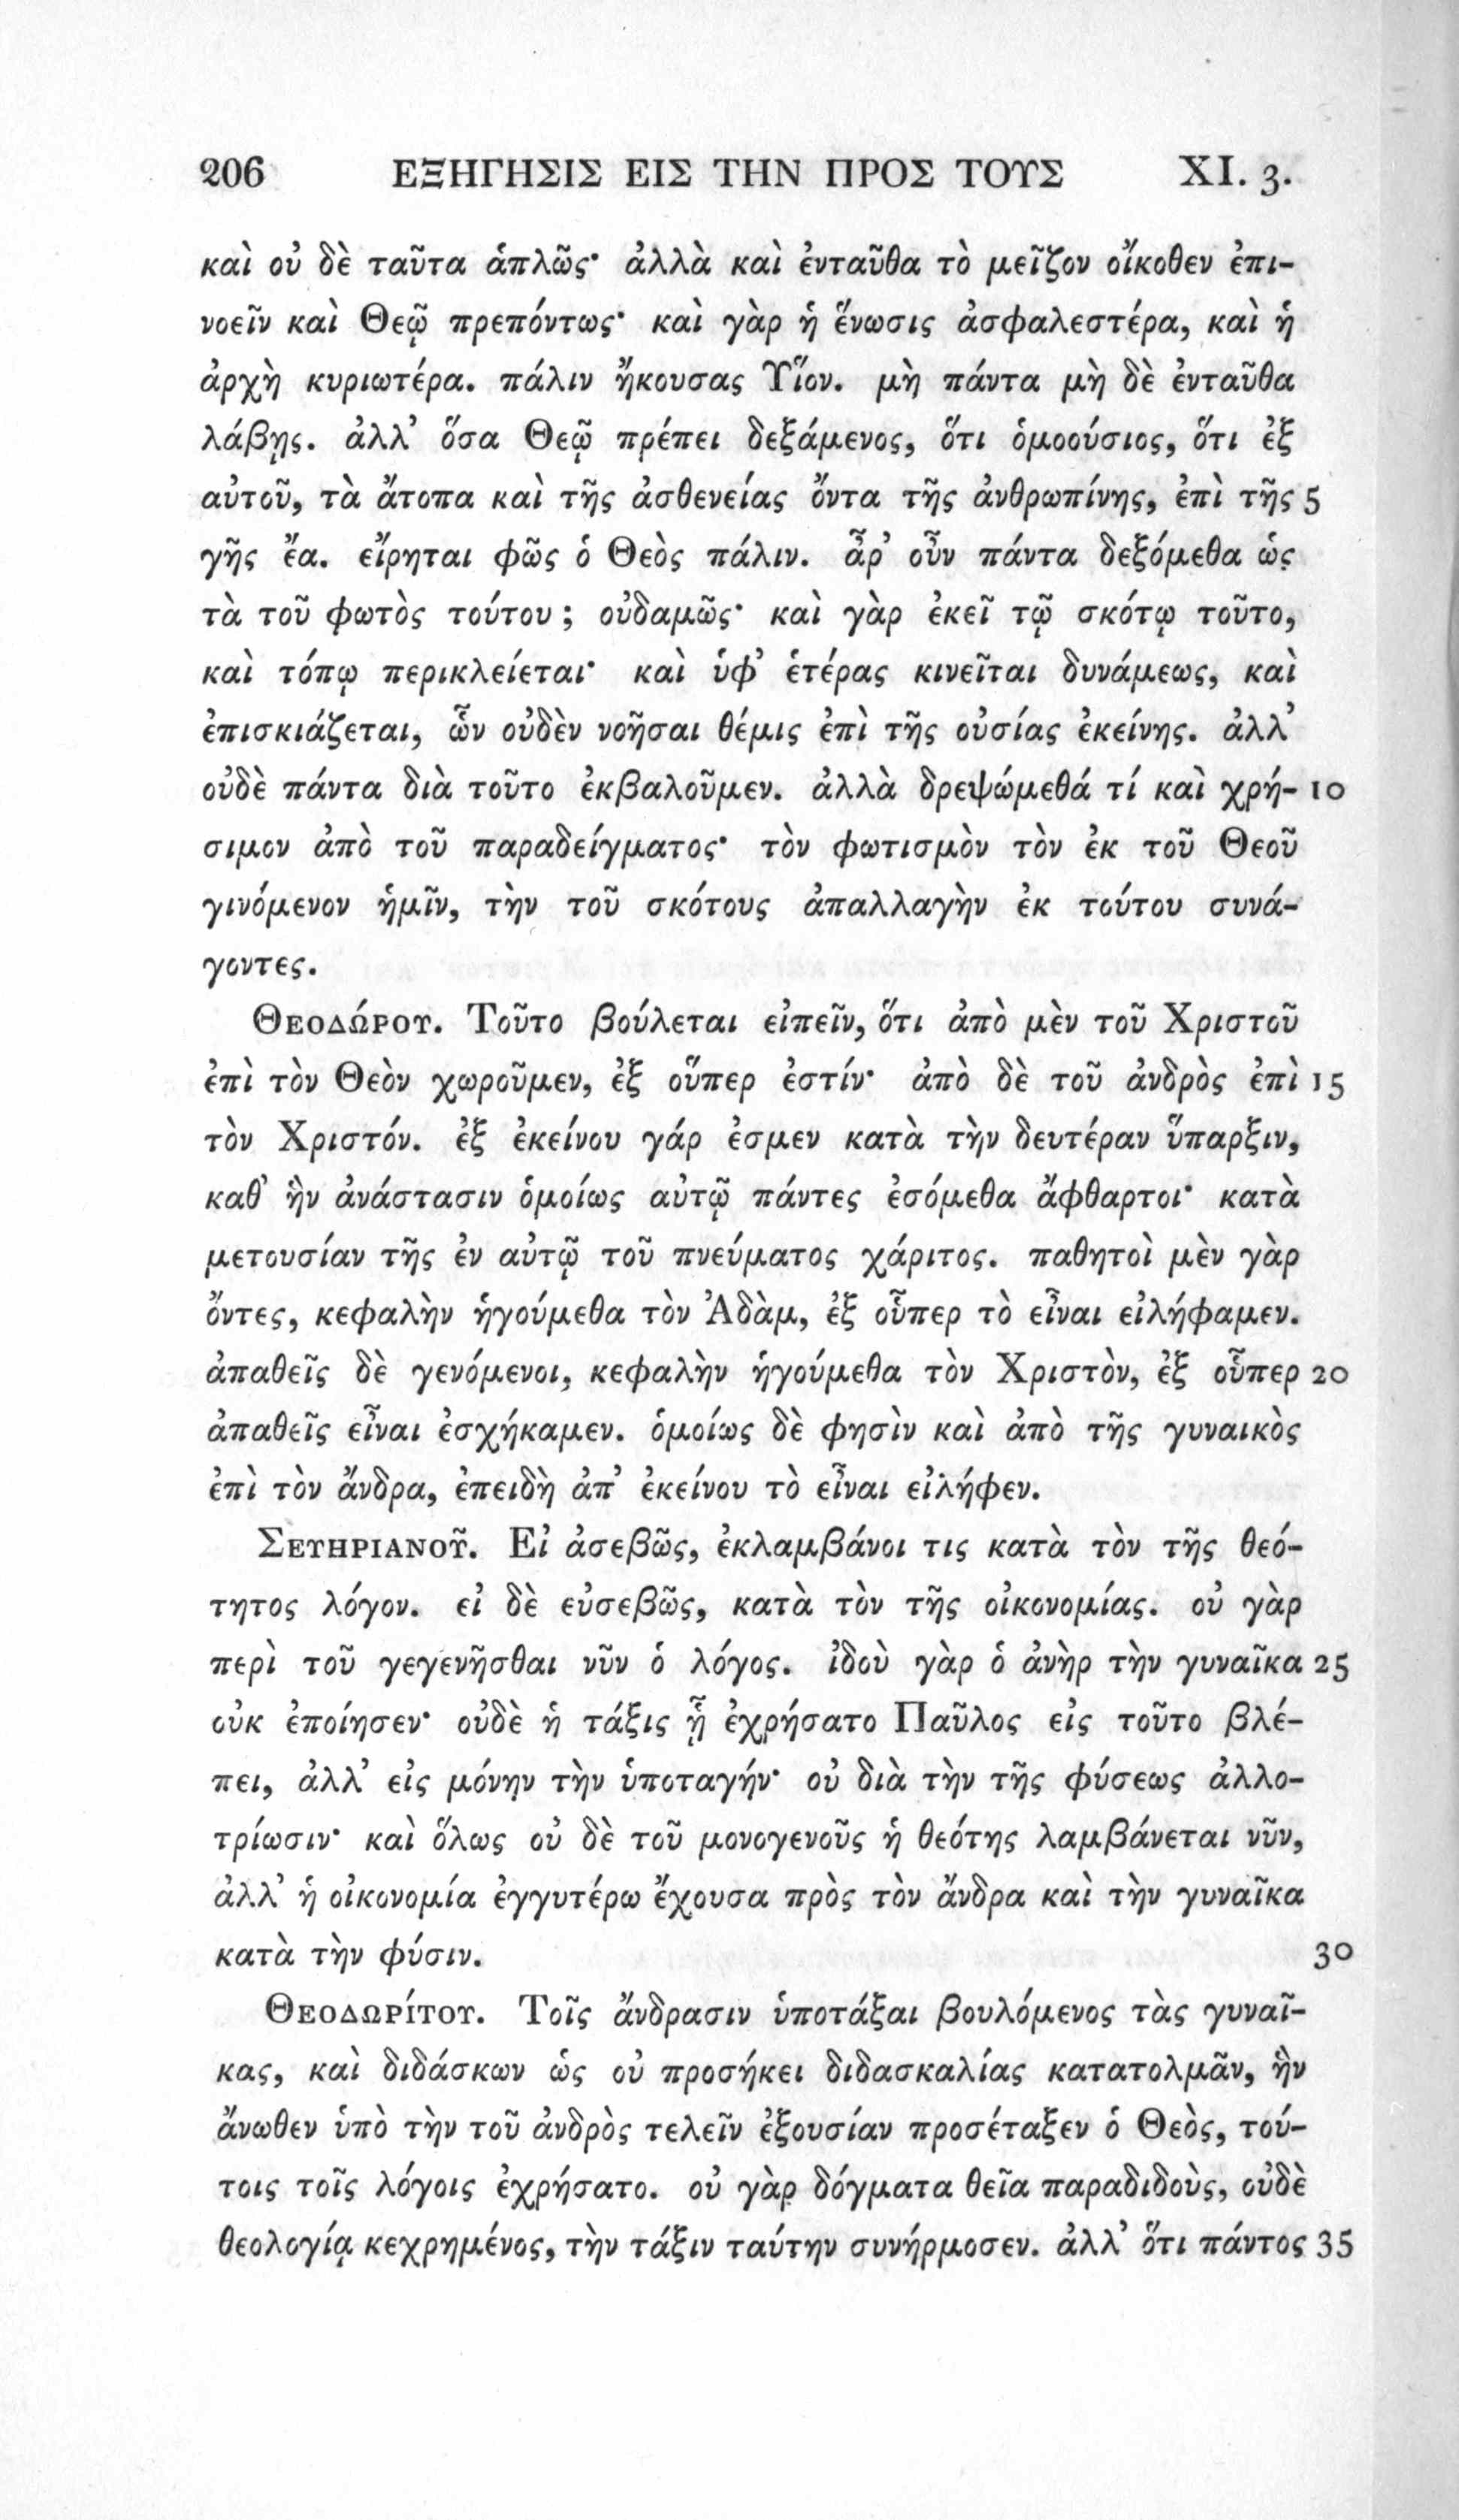 206 ΕΞΗΓΗΣΙΣ ΕΙΣ ΤΗΝ ΠΡΟΣ ΤΟΥΣ XI. 3.
καὶ οὐ δὲ ταῦτα ἁπλῶς· ἀλλὰ καὶ ἐνταῦθα τὸ μεῖζον οἴκοθεν ἐπι-
νοεῖν καὶ Θεῷ πρεπόντως· καὶ γὰρ ἡ ἕνωσις ἀσφαλεστέρα, καὶ ἡ
ἀρχὴ κυριωτέρα. πάλιν ἤκουσας Υἵον. μὴ πάντα μὴ δὲ ἐνταῦθα
λάβῃς. ἀλλ’ ὅσα Θεῷ πρέπει δεξάμενος, ὅτι ὁμοούσιος, ὅτι ἐξ
αὐτοῦ, τὰ ἄτοπα καὶ τῆς ἀσθενείας ὄντα τῆς ἀνθρωπίνης, ἐπὶ τῆς 5
γῆς ἔα. εἴρηται φῶς ὁ Θεὸς πάλιν. ἆρ’ οὖν πάντα δεξόμεθα ὡς
τὰ τοῦ φωτὸς τούτου ; οὐδαμῶς· καὶ γὰρ ἐκεῖ τῷ σκότῳ τοῦτο,
καὶ τόπῳ περικλείεται· καὶ ὑφ’ ἑτέρας κινεῖται δυνάμεως, καὶ
ἐπισκιάζεται, ὧν οὐδὲν νοῆσαι θέμις ἐπὶ τῆς οὐσίας ἐκείνης. ἀλλ’
οὐδὲ πάντα διὰ τοῦτο ἐκβαλοῦμεν. ἀλλὰ δρεψώμεθά τί καὶ χρή- 10
σιμον ἀπὸ τοῦ παραδείγματος· τὸν φωτισμὸν τὸν ἐκ τοῦ Θεοῦ
γινόμενον ἡμῖν, τὴν τοῦ σκότους ἀπαλλαγὴν ἐκ τούτου συνά-
γοντες.
ΘΕΟΔΏΡΟΥ. Τοῦτο βούλεται εἰπεῖν, ὅτι ἀπὸ μὲν τοῦ Χριστοῦ
ἐπὶ τὸν Θεὸν χωροῦμεν, ἐξ οὕπερ ἐστίν· ἀπὸ δὲ τοῦ ἀνδρὸς ἐπὶ 15
τὸν Χριστόν. ἐξ ἐκείνου γάρ ἐσμεν κατὰ τὴν δευτέραν ὕπαρξιν,
καθ’ ἣν ἀνάστασιν ὁμοίως αὐτῷ πάντες ἐσόμεθα ἄφθαρτοι· κατὰ
μετουσίαν τῆς ἐν αὐτῷ τοῦ πνεύματος χάριτος. παθητοὶ μὲν γὰρ
ὄντες, κεφαλὴν ἡγούμεθα τὸν Ἀδὰμ, ἐξ οὗπερ τὸ εἶναι εἰλήφαμεν.
ἀπαθεῖς δὲ γενόμενοι, κεφαλὴν ἡγούμεθα τὸν Χριστὸν, ἐξ οὗπερ 20
ἀπαθεῖς εἶναι ἐσχήκαμεν. ὁμοίως δὲ φησὶν καὶ ἀπὸ τῆς γυναικὸς
ἐπὶ τὸν ἄνδρα, ἐπειδὴ ἀπ’ ἐκείνου τὸ εἶναι εἰλήφεν.
ΣΕΥΗΡΙΑΝΟΥ͂. Εἰ ἀσεβῶς, ἐκλαμβάνοι τις κατὰ τὸν τῆς θεό-
τητος λόγον. εἰ δὲ εὐσεβῶς, κατὰ τὸν τῆς οἰκονομίας. οὐ γὰρ
περὶ τοῦ γεγενῆσθαι νῦν ὁ λόγος. ἰδοὺ γὰρ ὁ ἀνὴρ τὴν γυναῖκα 25
οὐκ ἐποίησεν· οὐδὲ ἡ τάξις ᾗ ἐχρήσατο Παῦλος εἰς τοῦτο βλέ-
πει, ἀλλ’ εἰς μόνην τὴν ὑποταγήν· οὐ διὰ τὴν τῆς φύσεως ἀλλο-
τρίωσιν· καὶ ὅλως οὐ δὲ τοῦ μονογενοῦς ἡ θεότης λαμβάνεται νῦν,
ἀλλ’ ἡ οἰκονομία ἐγγυτέρω ἔχουσα πρὸς τὸν ἄνδρα καὶ τὴν γυναῖκα
κατὰ τὴν φύσιν. 30
ΘΕΟΔΩΡΊΤΟΥ. Τοῖς ἄνδρασιν ὑποτάξαι βουλόμενος τὰς γυναῖ-
κας, καὶ διδάσκων ὡς οὐ προσήκει διδασκαλίας κατατολμᾶν, ἣν
ἄνωθεν ὑπὸ τὴν τοῦ ἀνδρὸς τελεῖν ἐξουσίαν προσέταξεν ὁ Θεὸς, τού-
τοις τοῖς λόγοις ἐχρήσατο. οὐ γὰρ δόγματα θεῖα παραδιδοὺς, οὐδὲ
θεολογίᾳ κεχρημένος, τὴν τάξιν ταύτην συνήρμοσεν. ἀλλ’ ὅτι πάντος 35